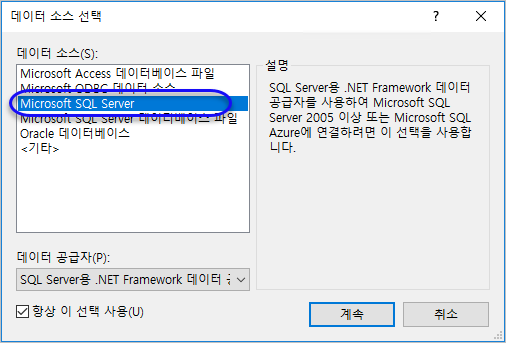 데이터 소스 선택
?
데이터 소스(S):
Microsoft Access 데이터베이스 파일
Microsoft ODBC 데이터 소스
Microsoft SQL Server
Microsoft SQL Server 데이터베이스 파일
Oracle 데이터베이스
<기타>
설명
SQL Server용 .NET Framework 데이터
공급자를 사용하여 Microsoft SQL
Server 2005 이상 또는 Microsoft SQL
Azure에 연결하려면 이 선택을 사용합
니다.
데이터 공급자(P):
SQL Server용 .NET Framework 데이터
항상 이 선택 사용(U)
계속
취소